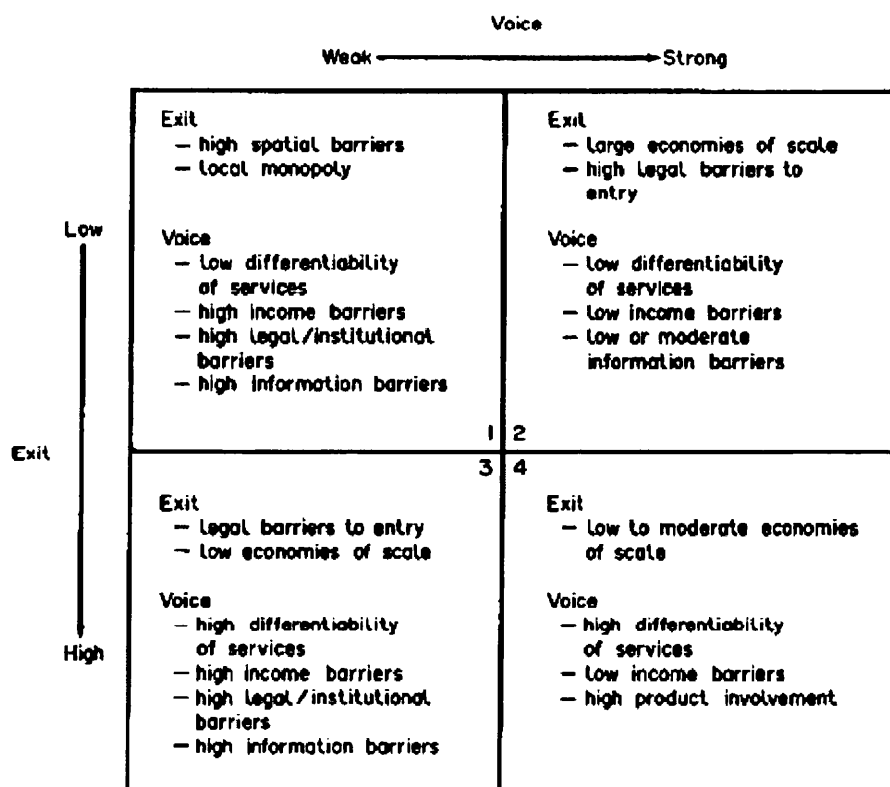 Voice
Weak Strong
Exit
— high spatial barriers
— local monopoly
Voice
— low differentiability
of services
— high income barriers
— high legal/institutional
barriers
— high information barriers
1
Exit
— large economies of scale
— high legal barriers to
entry
Voice
— low differentiability
of services
— low income barriers
— low or moderate
information barriers
2
Low
Exit
High
3
Exit
— legal barriers to entry
— low economies of scale
Voice
— high differentiability
of services
— high income barriers
— high legal/institutional
barriers
— high information barriers
4
Exit
— low to moderate economies
of scale
Voice
— high differentiability
of services
— low income barriers
— high product involvement